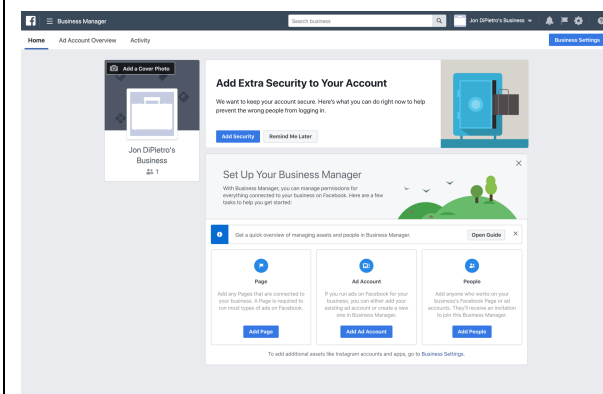 Business Manager
Search business
Jon DiPietro's Business
Home
Ad Account Overview
Activity
Business Settings
Add a Cover Photo
Jon DiPietro's
Business
1
Add Extra Security to Your Account
We want to keep your account secure. Here's what you can do right now to help
prevent the wrong people from logging
in.
Add Security
Remind Me Later
Set Up Your Business Manager
With Business Manager, you can manage permissions for
everything connected to your business on Facebook. Here are a few
tasks to help you get started:
Get a quick overview of managing assets and people in Business Manager.
Open Guide
Page
Add any Pages that are connected to
your business. A Page is required to
run most types of ads on Facebook.
Add Page
Ad Account
If you run ads on Facebook for your
business, you can either add your
existing ad account or create a new
one in Business Manager.
Add Ad Account
People
Add anyone who works on your
business's Facebook Page or ad
accounts. They'll receive an invitation
to join this Business Manager.
Add People
To add additional assets like Instagram accounts and apps, go to Business Settings.